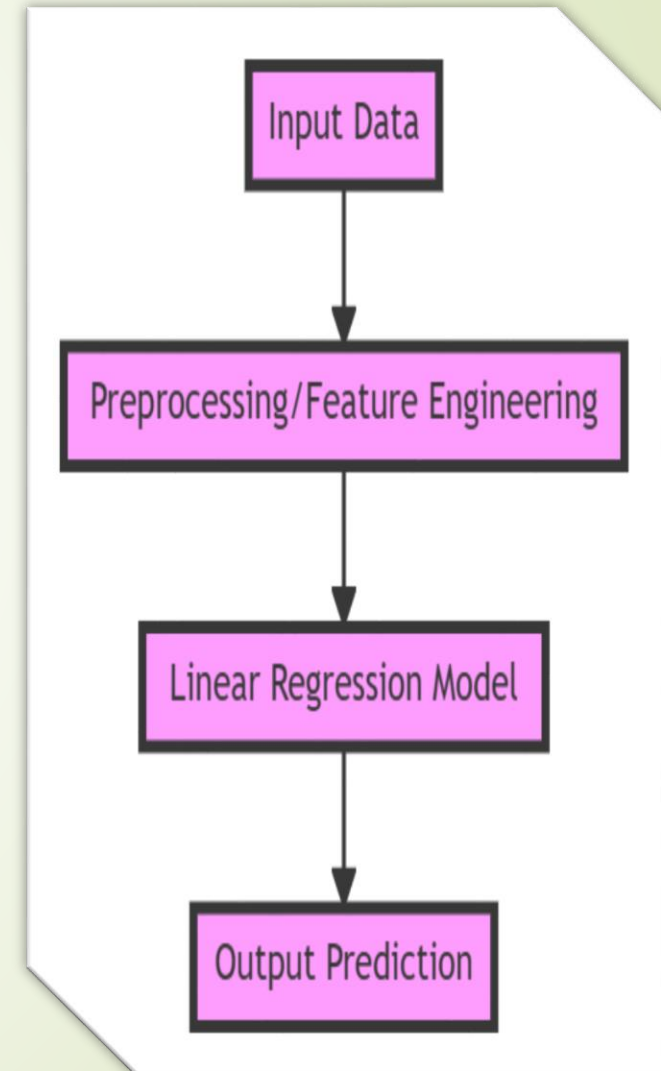 Input Data
Preprocessing/Feature Engineering
Linear Regression Model
Output Prediction